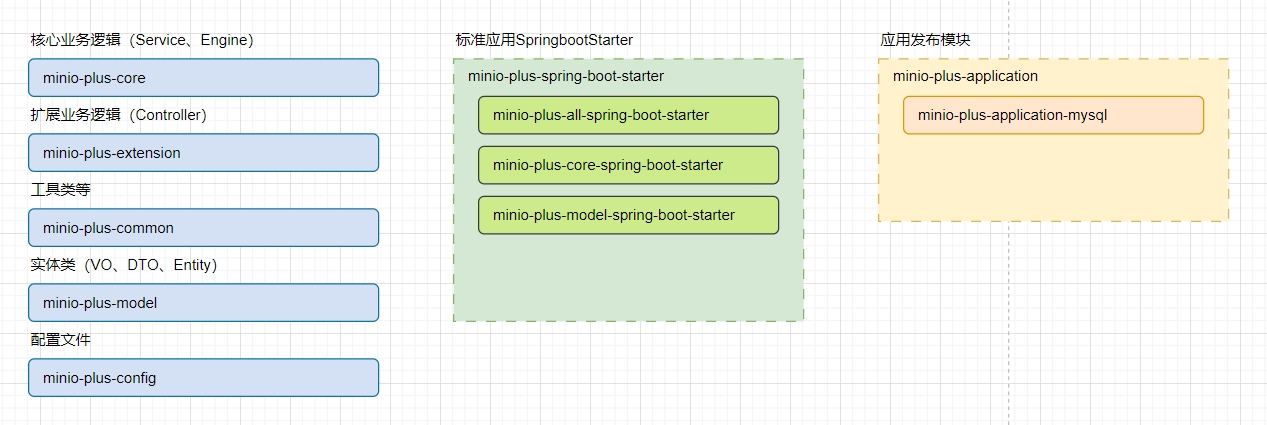 核心业务逻辑（Service、Engine）
minio-plus-core
扩展业务逻辑（Controller）
minio-plus-extension
工具类等
minio-plus-common
实体类（VO、DTO、Entity）
minio-plus-model
配置文件
minio-plus-config
标准应用SpringbootStarter
minio-plus-spring-boot-starter
minio-plus-all-spring-boot-starter
minio-plus-core-spring-boot-starter
minio-plus-model-spring-boot-starter
应用发布模块
minio-plus-application
minio-plus-application-mysql